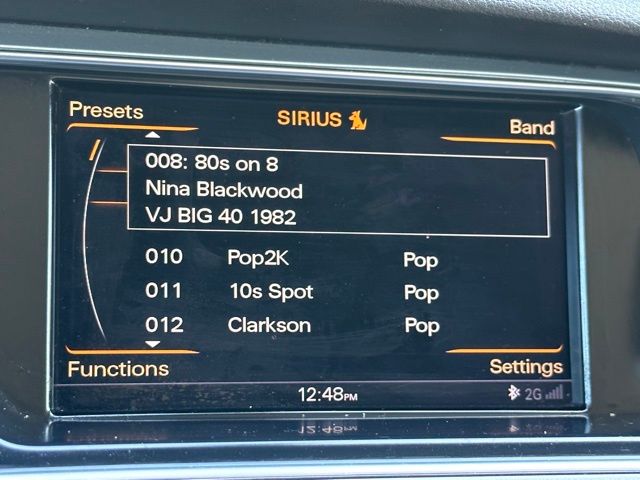 Presets
SIRIUS
Band
008: 80s on 8
Nina Blackwood
VJ BIG 40 1982
010 Pop2K Pop
011 10s Spot Pop
012 Clarkson Pop
Functions
Settings
12:48PM
2G